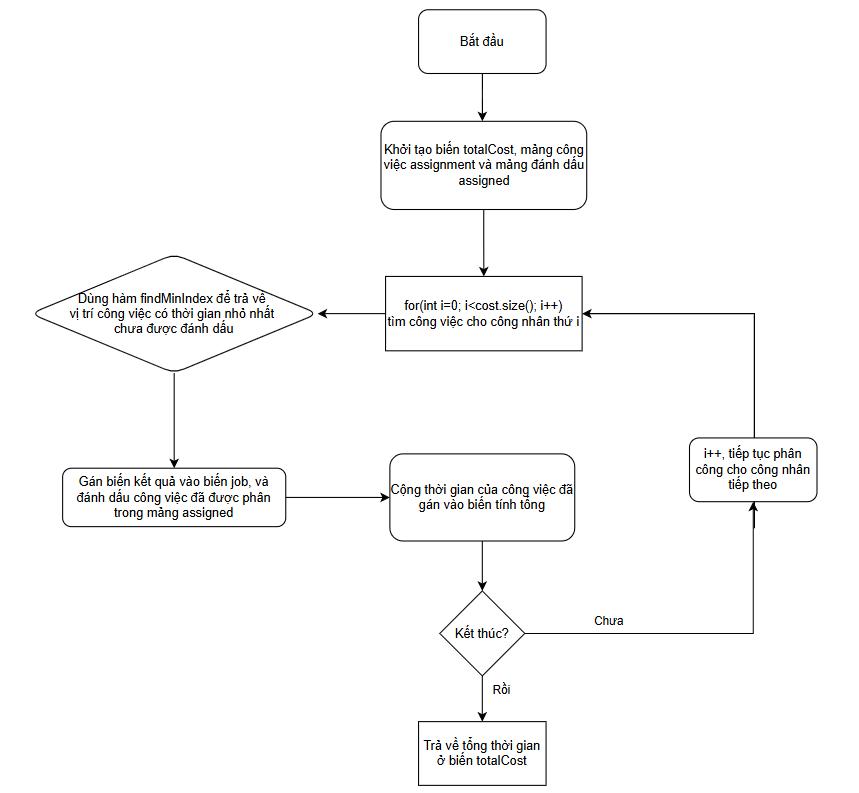 Bắt đầu
Khởi tạo biến totalCost, mảng công
việc assignment và mảng đánh dấu
assigned
for(int i=0; i<cost.size(); i++)
tìm công việc cho công nhân thứ i
Dùng hàm findMinIndex để trả về
vị trí công việc có thời gian nhỏ nhất
chưa được đánh dấu
Gán biến kết quả vào biến job, và
đánh dấu công việc đã được phân
trong mảng assigned
Cộng thời gian của công việc đã
gán vào biến tính tổng
i++, tiếp tục phân
công cho công nhân
tiếp theo
Kết thúc?
Chưa
Rồi
Trả về tổng thời gian
ở biến totalCost